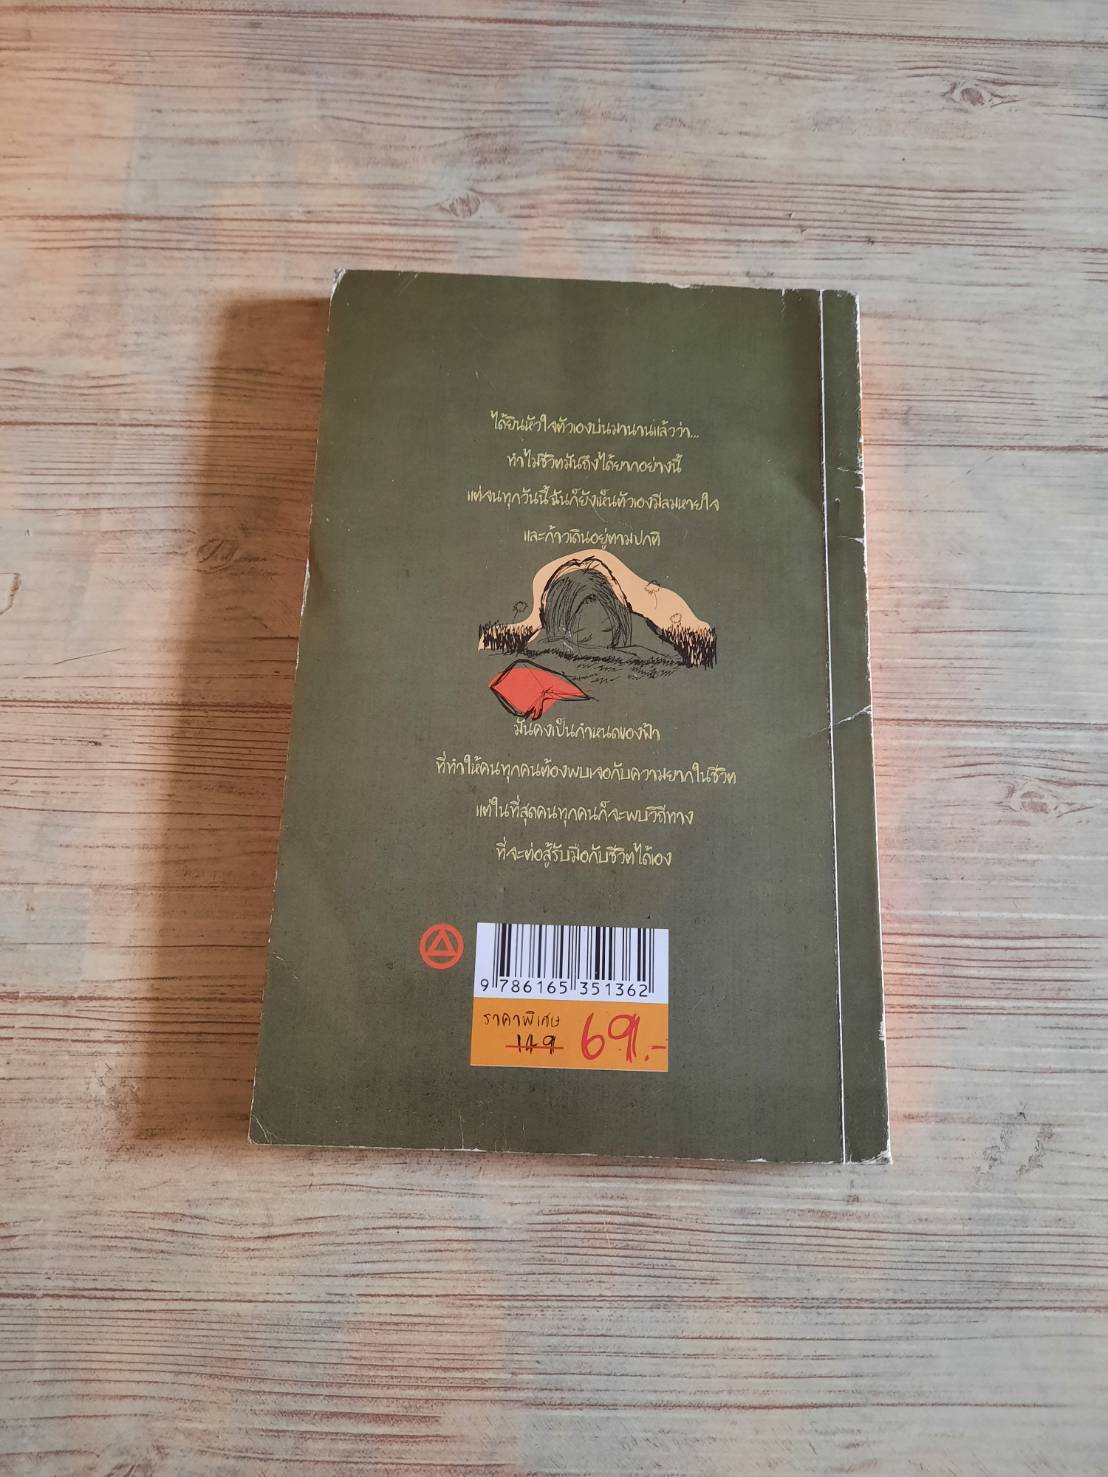 ได้ยินหัวใจตัวเองบ่นมานานแล้วว่า...
ทำไมชีวิตมันถึงได้ยากอย่างนี้
แต่จนทุกวันนี้ ฉันก็ยังเห็นตัวเองมีลมหายใจ
และก้าวเดินอยู่ตามปกติ
มันคงเป็นกำหนดของฟ้า
ที่ทำให้คนทุกคนต้องพบเจอกับความยากในชีวิต
แต่ในที่สุดคนทุกคนก็จะพบวิถีทาง
ที่จะต่อสู้รับมือกับชีวิตได้เอง
9 786165 351362
ราคาพิเศษ
119 69.-